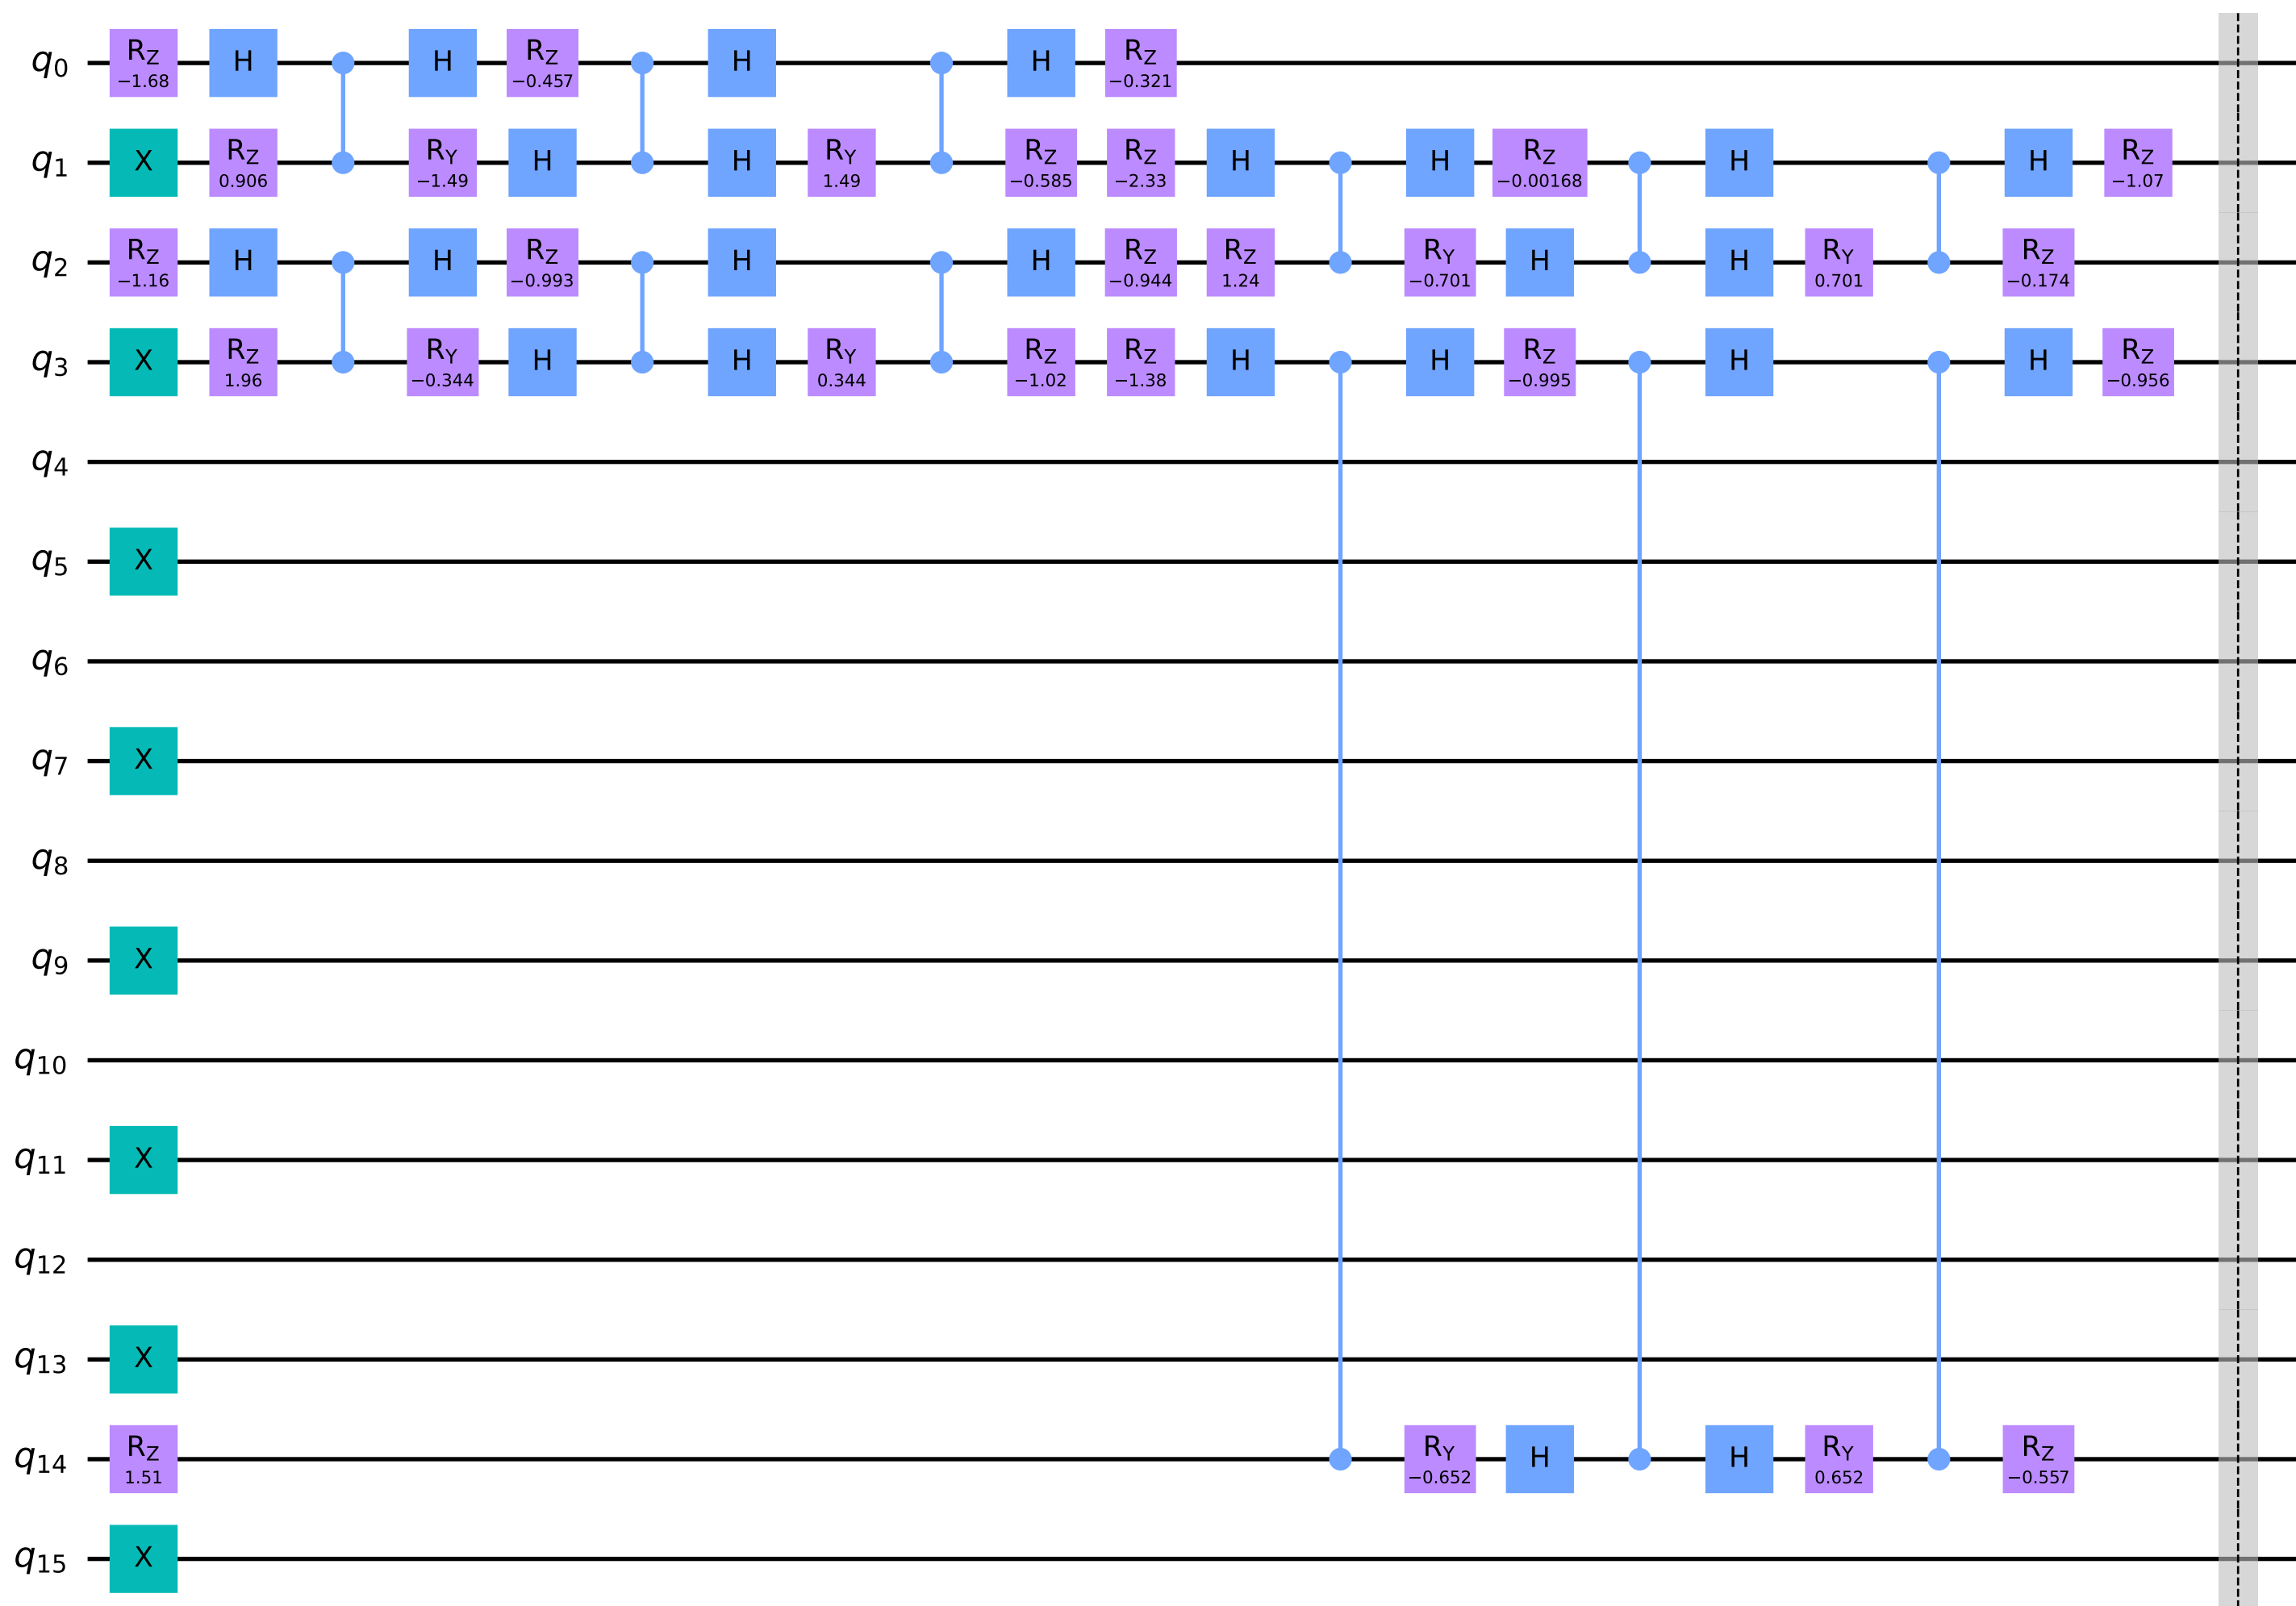 q0 RZ −1.68 H H RZ −0.457 H H RZ −0.321
q1 X RZ 0.906 RY −1.49 H H RY 1.49 RZ −0.585 RZ −2.33 H H RZ −0.00168 H H RZ −1.07
q2 RZ −1.16 H H RZ −0.993 H H RZ −0.944 RZ 1.24 RY −0.701 H H RY 0.701 RZ −0.174
q3 X RZ 1.96 RY −0.344 H H RY 0.344 RZ −1.02 RZ −1.38 H H RZ −0.995 H H RZ −0.956
q4
q5 X
q6
q7 X
q8
q9 X
q10
q11 X
q12
q13 X
q14 RZ 1.51 RY −0.652 H H RY 0.652 RZ −0.557
q15 X